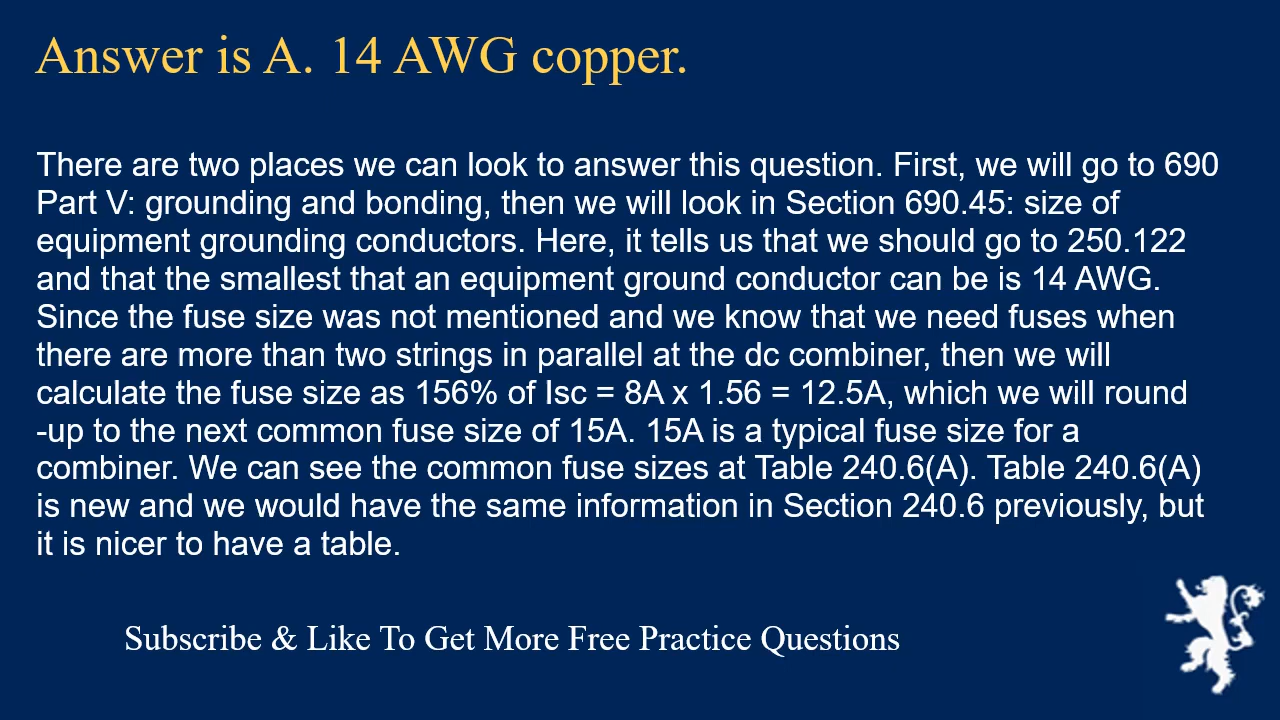 Answer is A. 14 AWG copper.
There are two places we can look to answer this question. First, we will go to 690
Part V: grounding and bonding, then we will look in Section 690.45: size of
equipment grounding conductors. Here, it tells us that we should go to 250.122
and that the smallest that an equipment ground conductor can be is 14 AWG.
Since the fuse size was not mentioned and we know that we need fuses when
there are more than two strings in parallel at the dc combiner, then we will
calculate the fuse size as 156% of Isc = 8A x 1.56 = 12.5A, which we will round
-up to the next common fuse size of 15A. 15A is a typical fuse size for a
combiner. We can see the common fuse sizes at Table 240.6(A). Table 240.6(A)
is new and we would have the same information in Section 240.6 previously, but
it is nicer to have a table.
Subscribe & Like To Get More Free Practice Questions